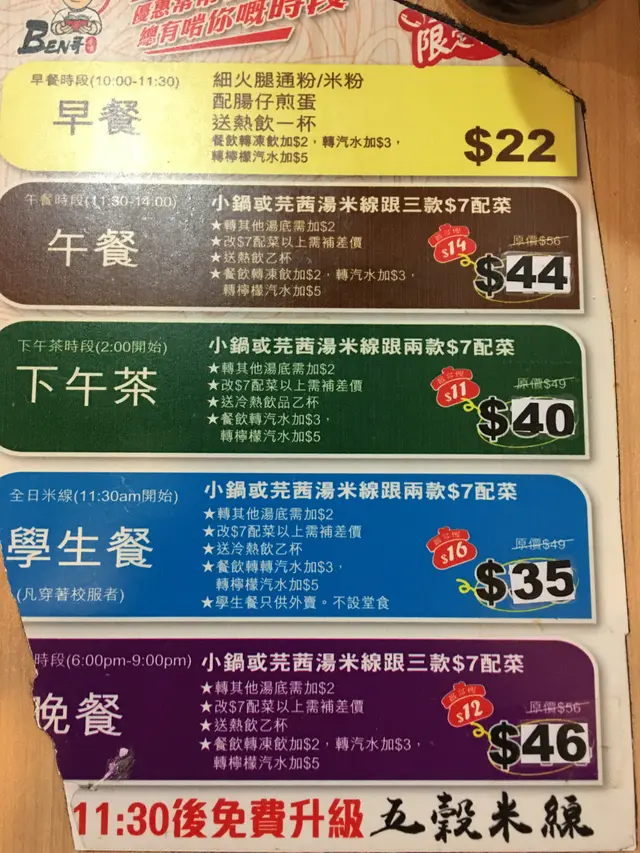 BEN哥
總有啱你嘅時段
限定
早餐時段(10:00-11:30)
早餐
細火腿通粉/米粉
配腸仔煎蛋
送熱飲一杯
餐飲轉凍飲加$2，轉汽水加$3，
轉檸檬汽水加$5
$22
午餐時段(11:30-14:00)
午餐
小鍋或芫茜湯米線跟三款$7配菜
★轉其他湯底需加$2
★改$7配菜以上需補差價
★送熱飲乙杯
★餐飲轉凍飲加$2，轉汽水加$3，
轉檸檬汽水加$5
$14
原價$56
$44
下午茶時段(2:00開始)
下午茶
小鍋或芫茜湯米線跟兩款$7配菜
★轉其他湯底需加$2
★改$7配菜以上需補差價
★送冷熱飲品乙杯
★餐飲轉汽水加$3，
轉檸檬汽水加$5
$11
原價$49
$40
全日米線(11:30am開始)
學生餐
(凡穿著校服者)
小鍋或芫茜湯米線跟兩款$7配菜
★轉其他湯底需加$2
★改$7配菜以上需補差價
★送冷熱飲乙杯
★餐飲轉轉汽水加$3，
轉檸檬汽水加$5
★學生餐只供外賣。不設堂食
$16
原價$49
$35
時段(6:00pm-9:00pm)
晚餐
小鍋或芫茜湯米線跟三款$7配菜
★轉其他湯底需加$2
★改$7配菜以上需補差價
★送熱飲乙杯
★餐飲轉凍飲加$2，轉汽水加$3，
轉檸檬汽水加$5
$12
原價$56
$46
11:30後免費升級 五穀米線